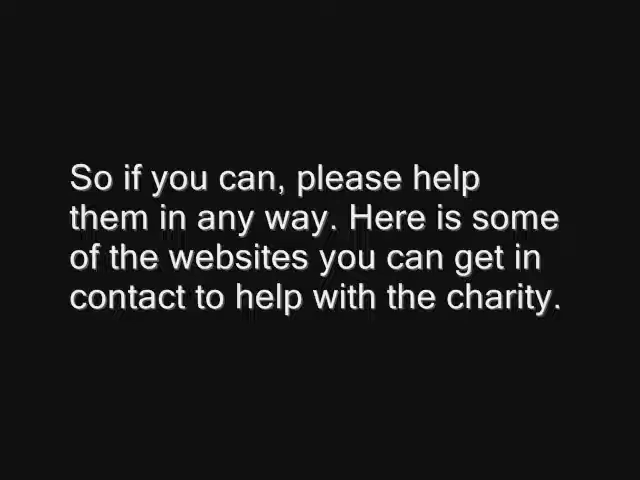 So if you can, please help
them in any way. Here is some
of the websites you can get in
contact to help with the charity.